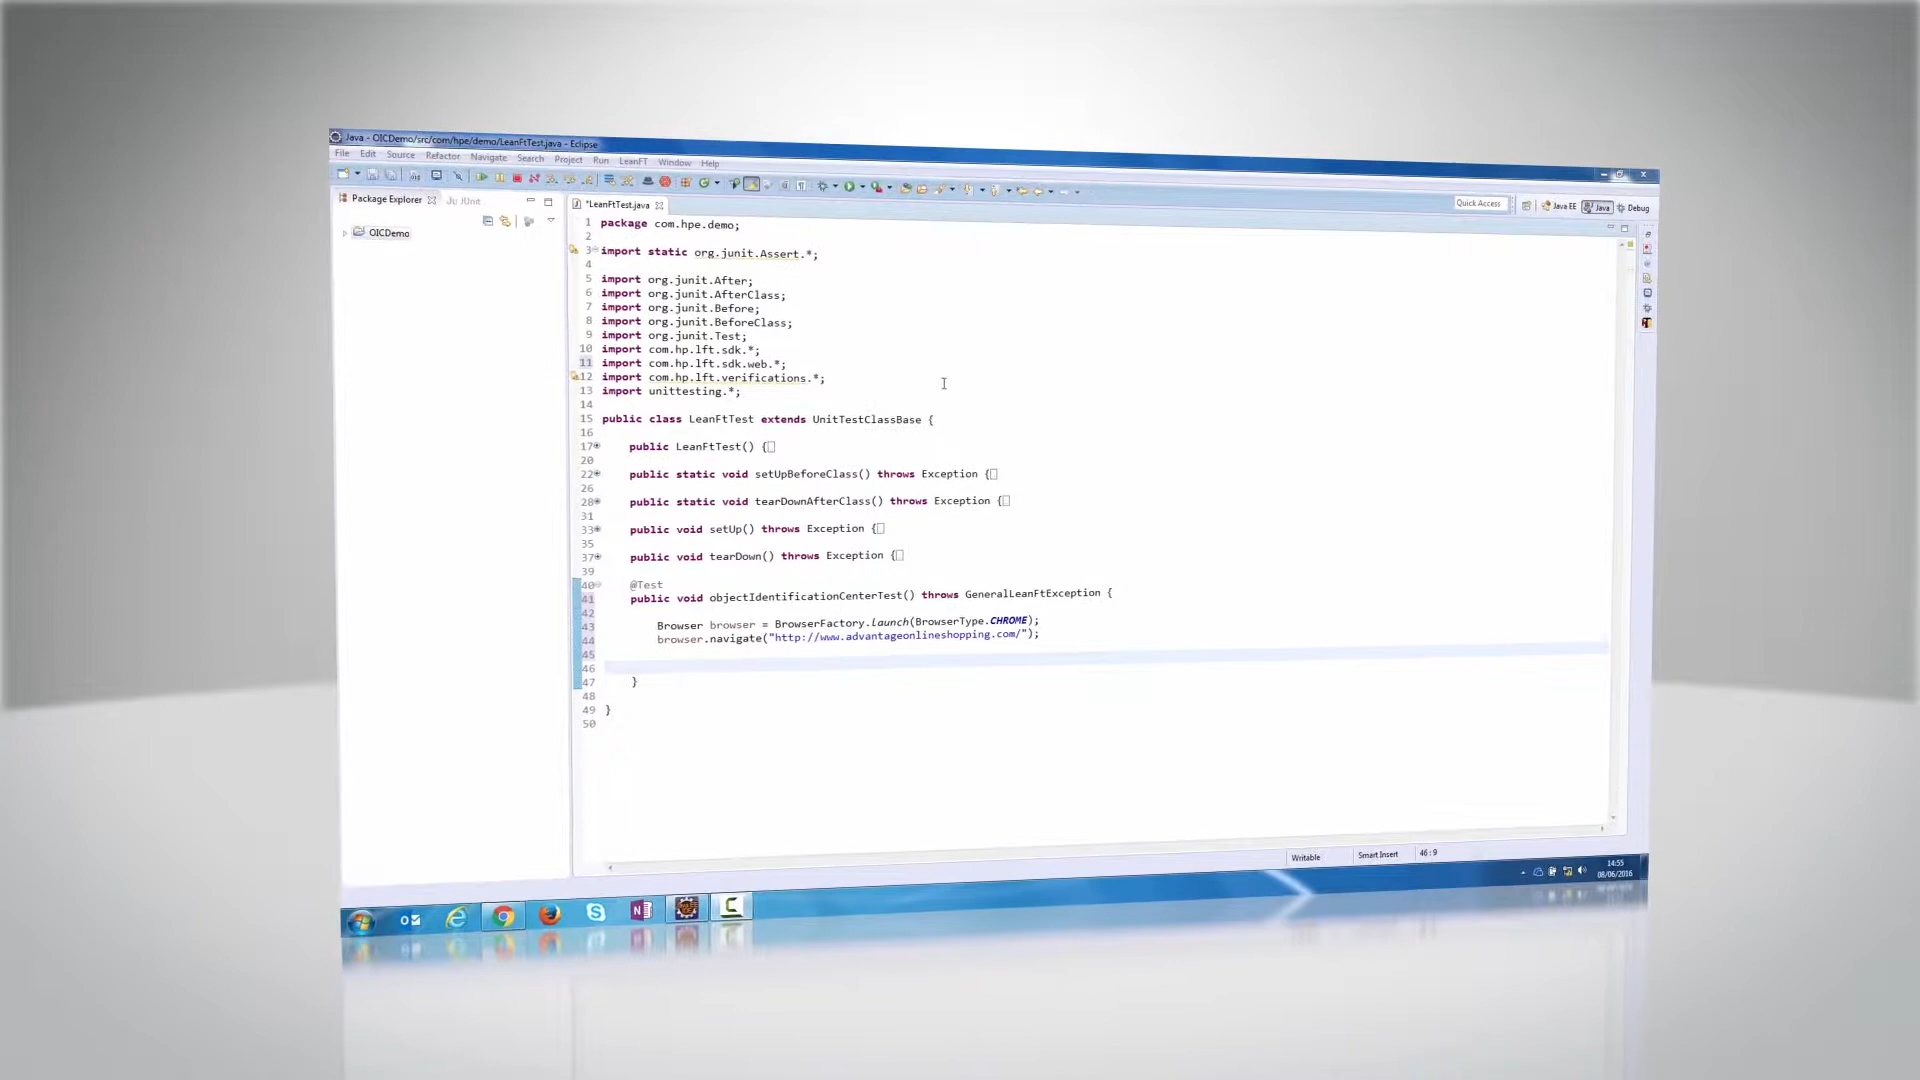 Java - OICDemo/src/com/hpe/demo/LeanFtTest.java - Eclipse
File Edit Source Refactor Navigate Search Project Run LeanFT Window Help
Quick Access
Java EE
Java
Debug
Package Explorer
JUnit
OICDemo
*LeanFtTest.java
1 package com.hpe.demo;
2
3 import static org.junit.Assert.*;
4
5 import org.junit.After;
6 import org.junit.AfterClass;
7 import org.junit.Before;
8 import org.junit.BeforeClass;
9 import org.junit.Test;
10 import com.hp.lft.sdk.*;
11 import com.hp.lft.sdk.web.*;
12 import com.hp.lft.verifications.*;
13 import unittesting.*;
14
15 public class LeanFtTest extends UnitTestClassBase {
16
17 public LeanFtTest() {
20
22 public static void setUpBeforeClass() throws Exception {
26
28 public static void tearDownAfterClass() throws Exception {
31
33 public void setUp() throws Exception {
35
37 public void tearDown() throws Exception {
39
40 @Test
41 public void objectIdentificationCenterTest() throws GeneralLeanFtException {
42
43 Browser browser = BrowserFactory.launch(BrowserType.CHROME);
44 browser.navigate("http://www.advantageonlineshopping.com/");
45
46
47 }
48
49 }
50
Writable
Smart Insert
46:9
14:55
08/06/2016